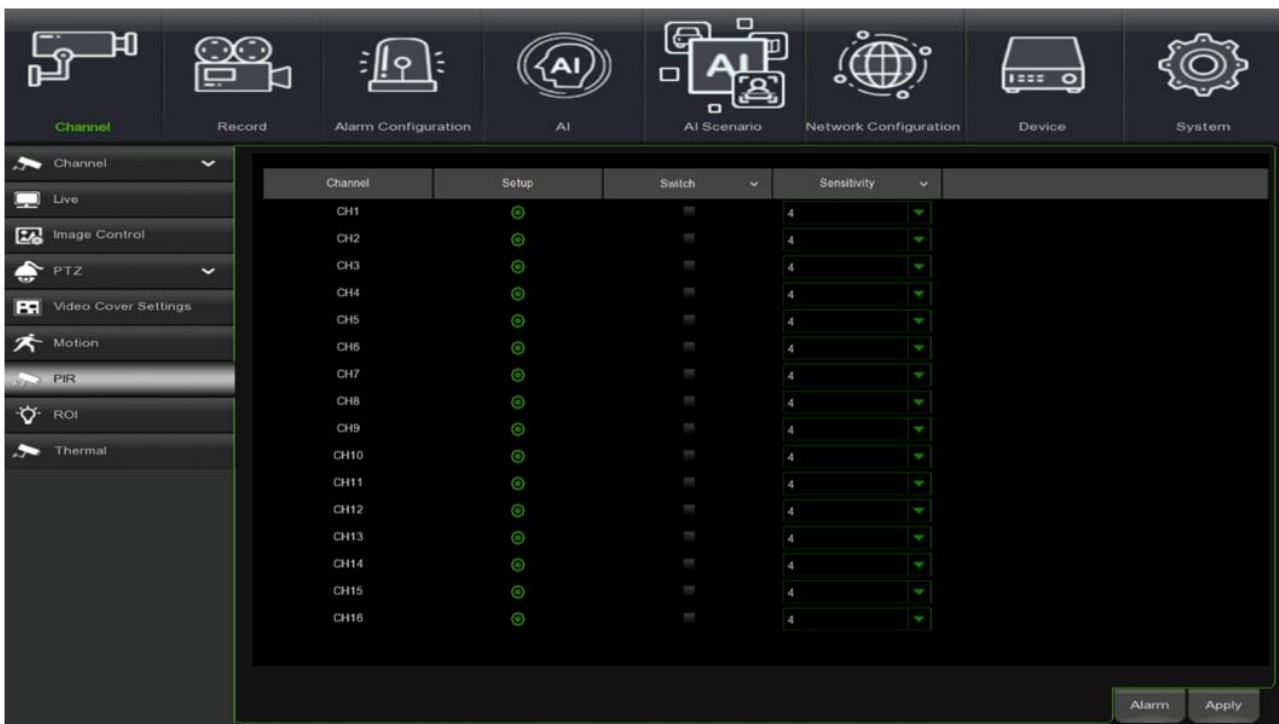 AI
AI
Channel Record Alarm Configuration AI AI Scenario Network Configuration Device System
Channel
Live
Image Control
PTZ
Video Cover Settings
Motion
PIR
ROI
Thermal
Channel Setup Switch Sensitivity
CH1 4
CH2 4
CH3 4
CH4 4
CH5 4
CH6 4
CH7 4
CH8 4
CH9 4
CH10 4
CH11 4
CH12 4
CH13 4
CH14 4
CH15 4
CH16 4
Alarm Apply